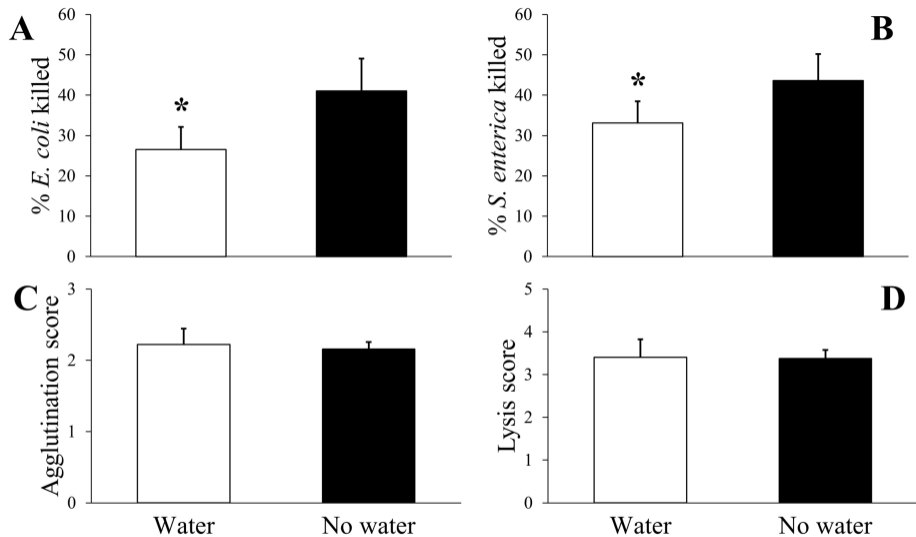 A
% E. coli killed
60
50
40
30
20
10
0
*
B
% S. enterica killed
60
50
40
30
20
10
0
*
C
Agglutination score
3
2
1
0
Water
No water
D
Lysis score
5
4
3
2
1
0
Water
No water